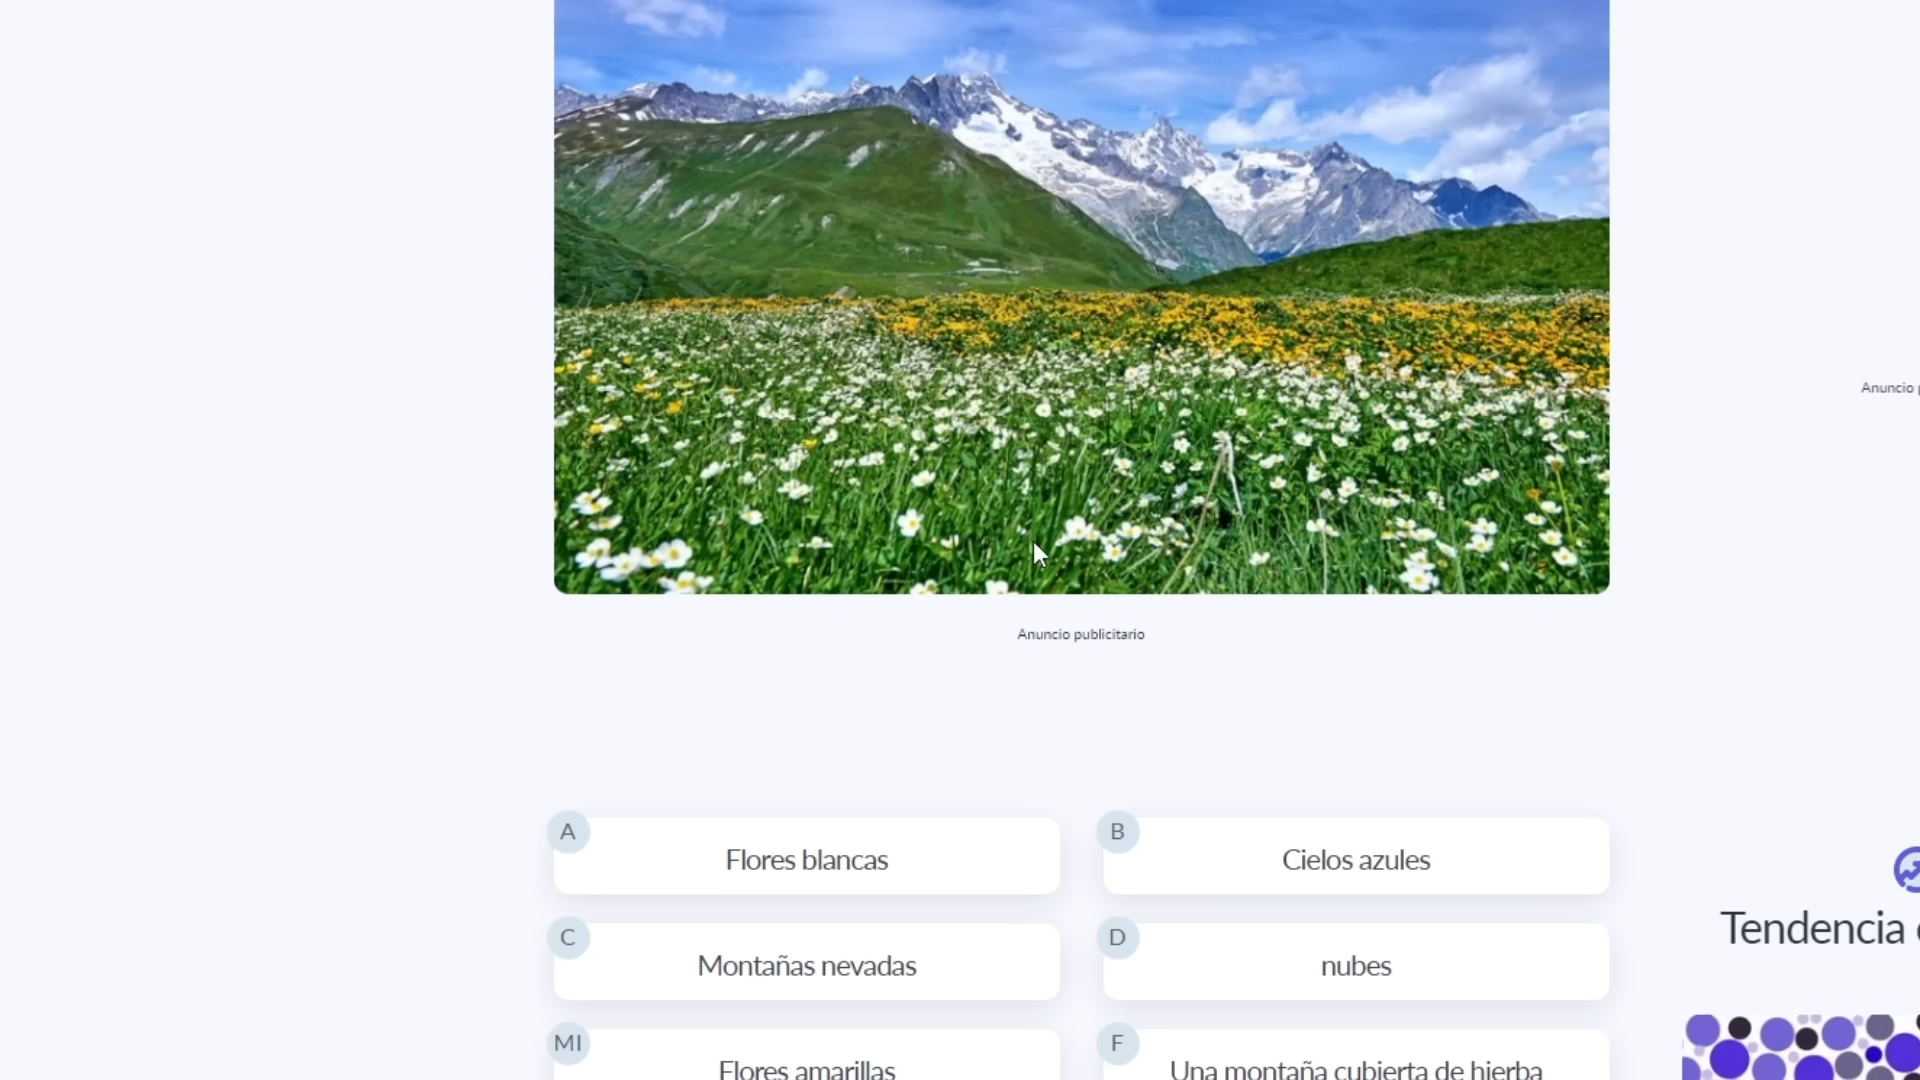 Anuncio
Anuncio publicitario
A
Flores blancas
B
Cielos azules
C
Montañas nevadas
D
nubes
MI
Flores amarillas
F
Una montaña cubierta de hierba
Tendencia